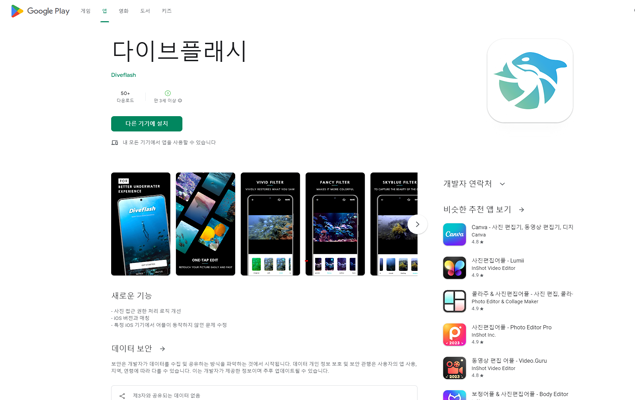 Google Play
게임
앱
영화
도서
키즈
다이브플래시
Diveflash
50+
다운로드
만 3세 이상
다른 기기에 설치
내 모든 기기에서 앱을 사용할 수 있습니다
BETTER UNDERWATER
EXPERIENCE
Diveflash
ONE-TAP EDIT
VIVID FILTER
FANCY FILTER
MAKES IT MORE COLORFUL
SKYBLUE FILTER
개발자 연락처
비슷한 추천 앱 보기
Canva - 사진 편집기, 동영상 편집기, 디자
Canva
4.8
사진편집어플 - Lumii
InShot Video Editor
4.9
콜라주 & 사진편집어플 - 사진 편집, 콜라·
Photo Editor & Collage Maker
4.9
사진편집어플 - Photo Editor Pro
InShot Inc.
4.9
동영상 편집 어플 - Video.Guru
InShot Video Editor
4.8
보정어플 & 사진편집어플 - Body Editor
새로운 기능
- 사진 접근 권한 처리 로직 개선
- iOS 버전과 매칭
- 특정 iOS 기기에서 어플이 동작하지 않던 문제 수정
데이터 보안
보안은 개발자가 데이터를 수집 및 공유하는 방식을 파악하는 것에서 시작됩니다. 데이터 개인 정보 보호 및 보안 관행은 사용자의 앱 사용,
지역, 연령에 따라 다를 수 있습니다. 이는 개발자가 제공한 정보이며 추후 업데이트될 수 있습니다.
제3자와 공유되는 데이터 없음